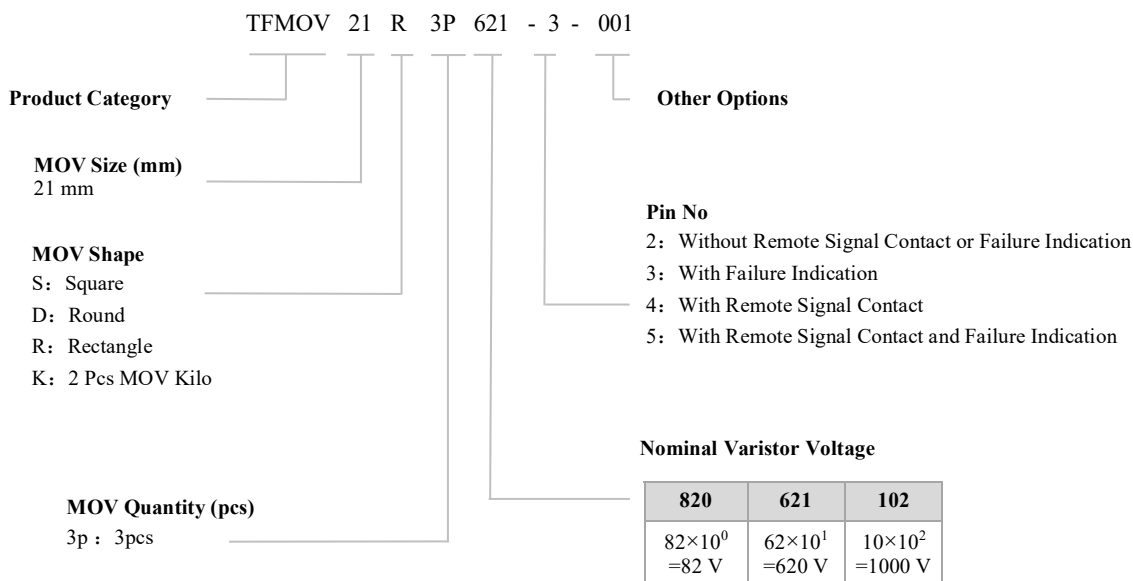 TFMOV 21 R 3P 621 - 3 - 001
Product Category
Other Options
MOV Size (mm)
21 mm
Pin No
2：Without Remote Signal Contact or Failure Indication
3：With Failure Indication
4：With Remote Signal Contact
5：With Remote Signal Contact and Failure Indication
MOV Shape
S：Square
D：Round
R：Rectangle
K：2 Pcs MOV Kilo
Nominal Varistor Voltage
820 621 102
82×10⁰ 62×10¹ 10×10²
=82 V =620 V =1000 V
MOV Quantity (pcs)
3p：3pcs